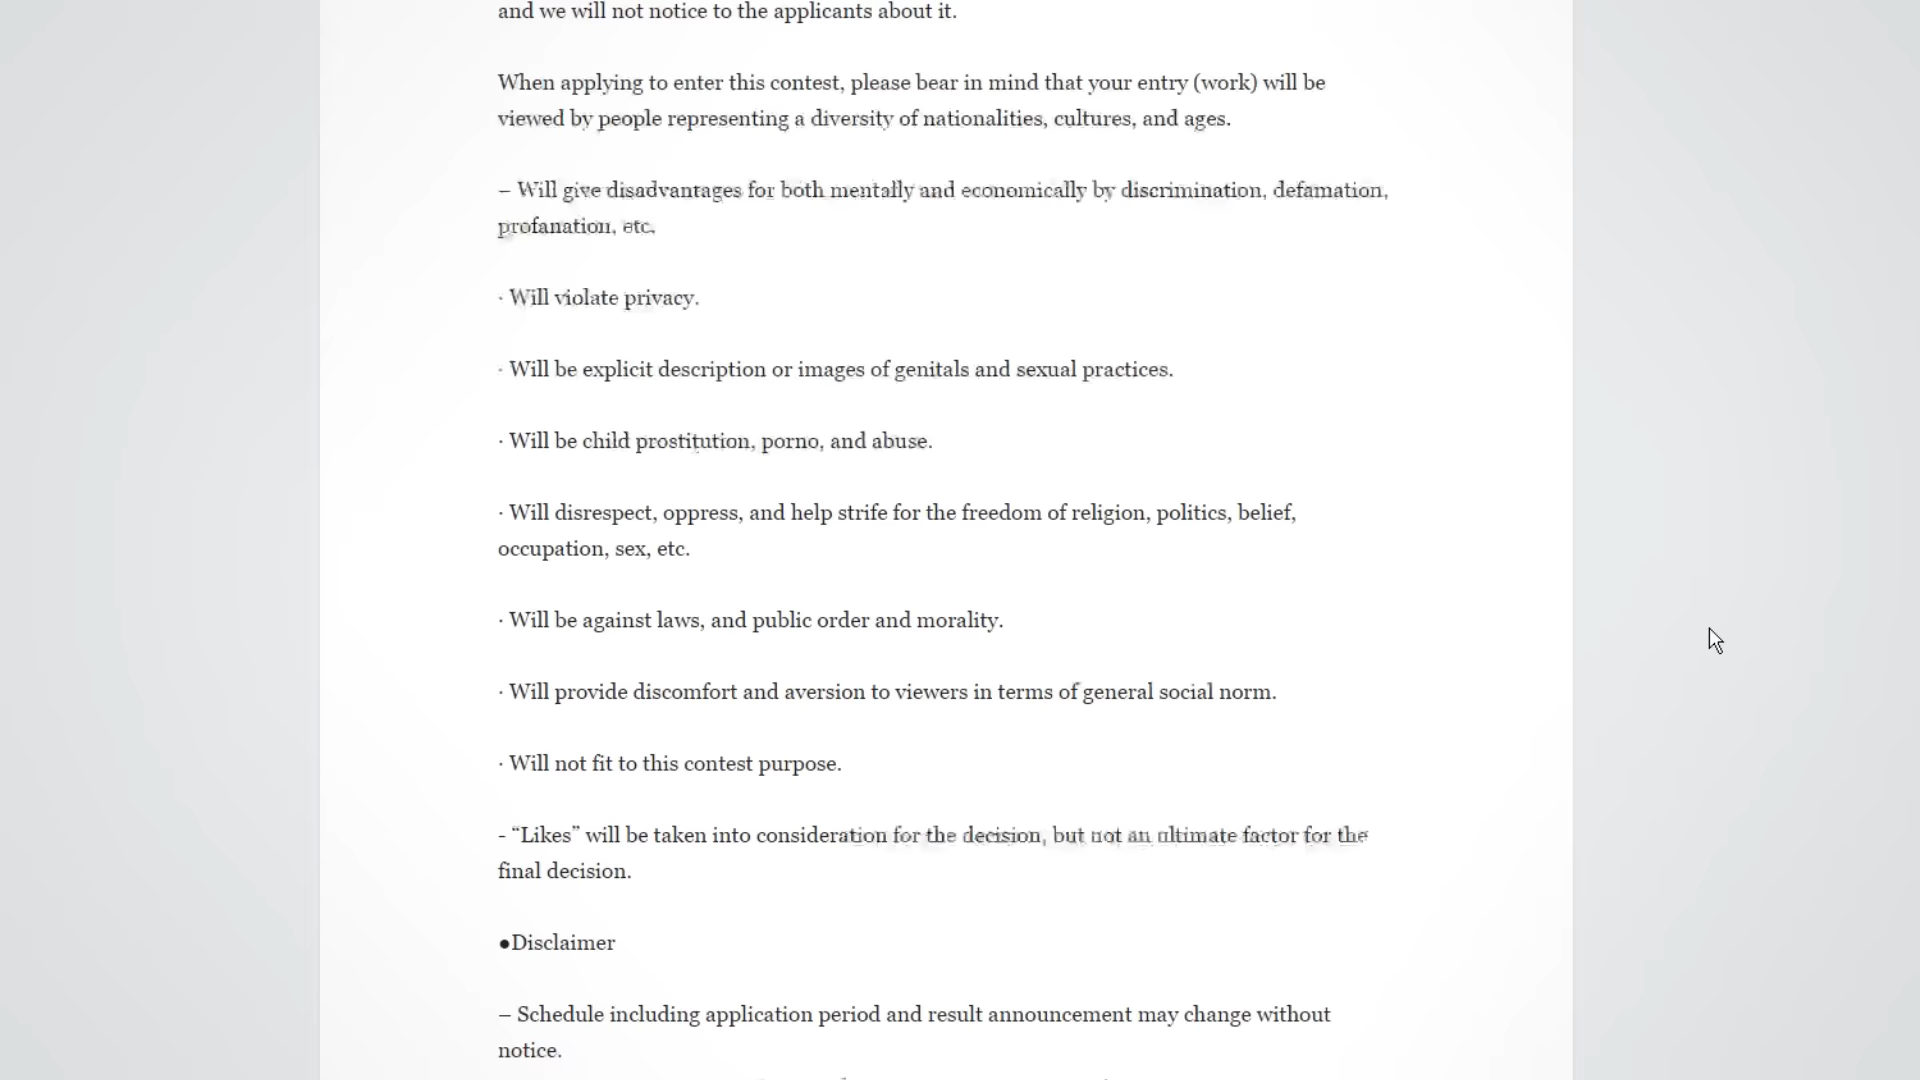 and we will not notice to the applicants about it.
When applying to enter this contest, please bear in mind that your entry (work) will be
viewed by people representing a diversity of nationalities, cultures, and ages.
– Will give disadvantages for both mentally and economically by discrimination, defamation,
profanation, etc.
· Will violate privacy.
· Will be explicit description or images of genitals and sexual practices.
· Will be child prostitution, porno, and abuse.
· Will disrespect, oppress, and help strife for the freedom of religion, politics, belief,
occupation, sex, etc.
· Will be against laws, and public order and morality.
· Will provide discomfort and aversion to viewers in terms of general social norm.
· Will not fit to this contest purpose.
- “Likes” will be taken into consideration for the decision, but not an ultimate factor for the
final decision.
●Disclaimer
– Schedule including application period and result announcement may change without
notice.